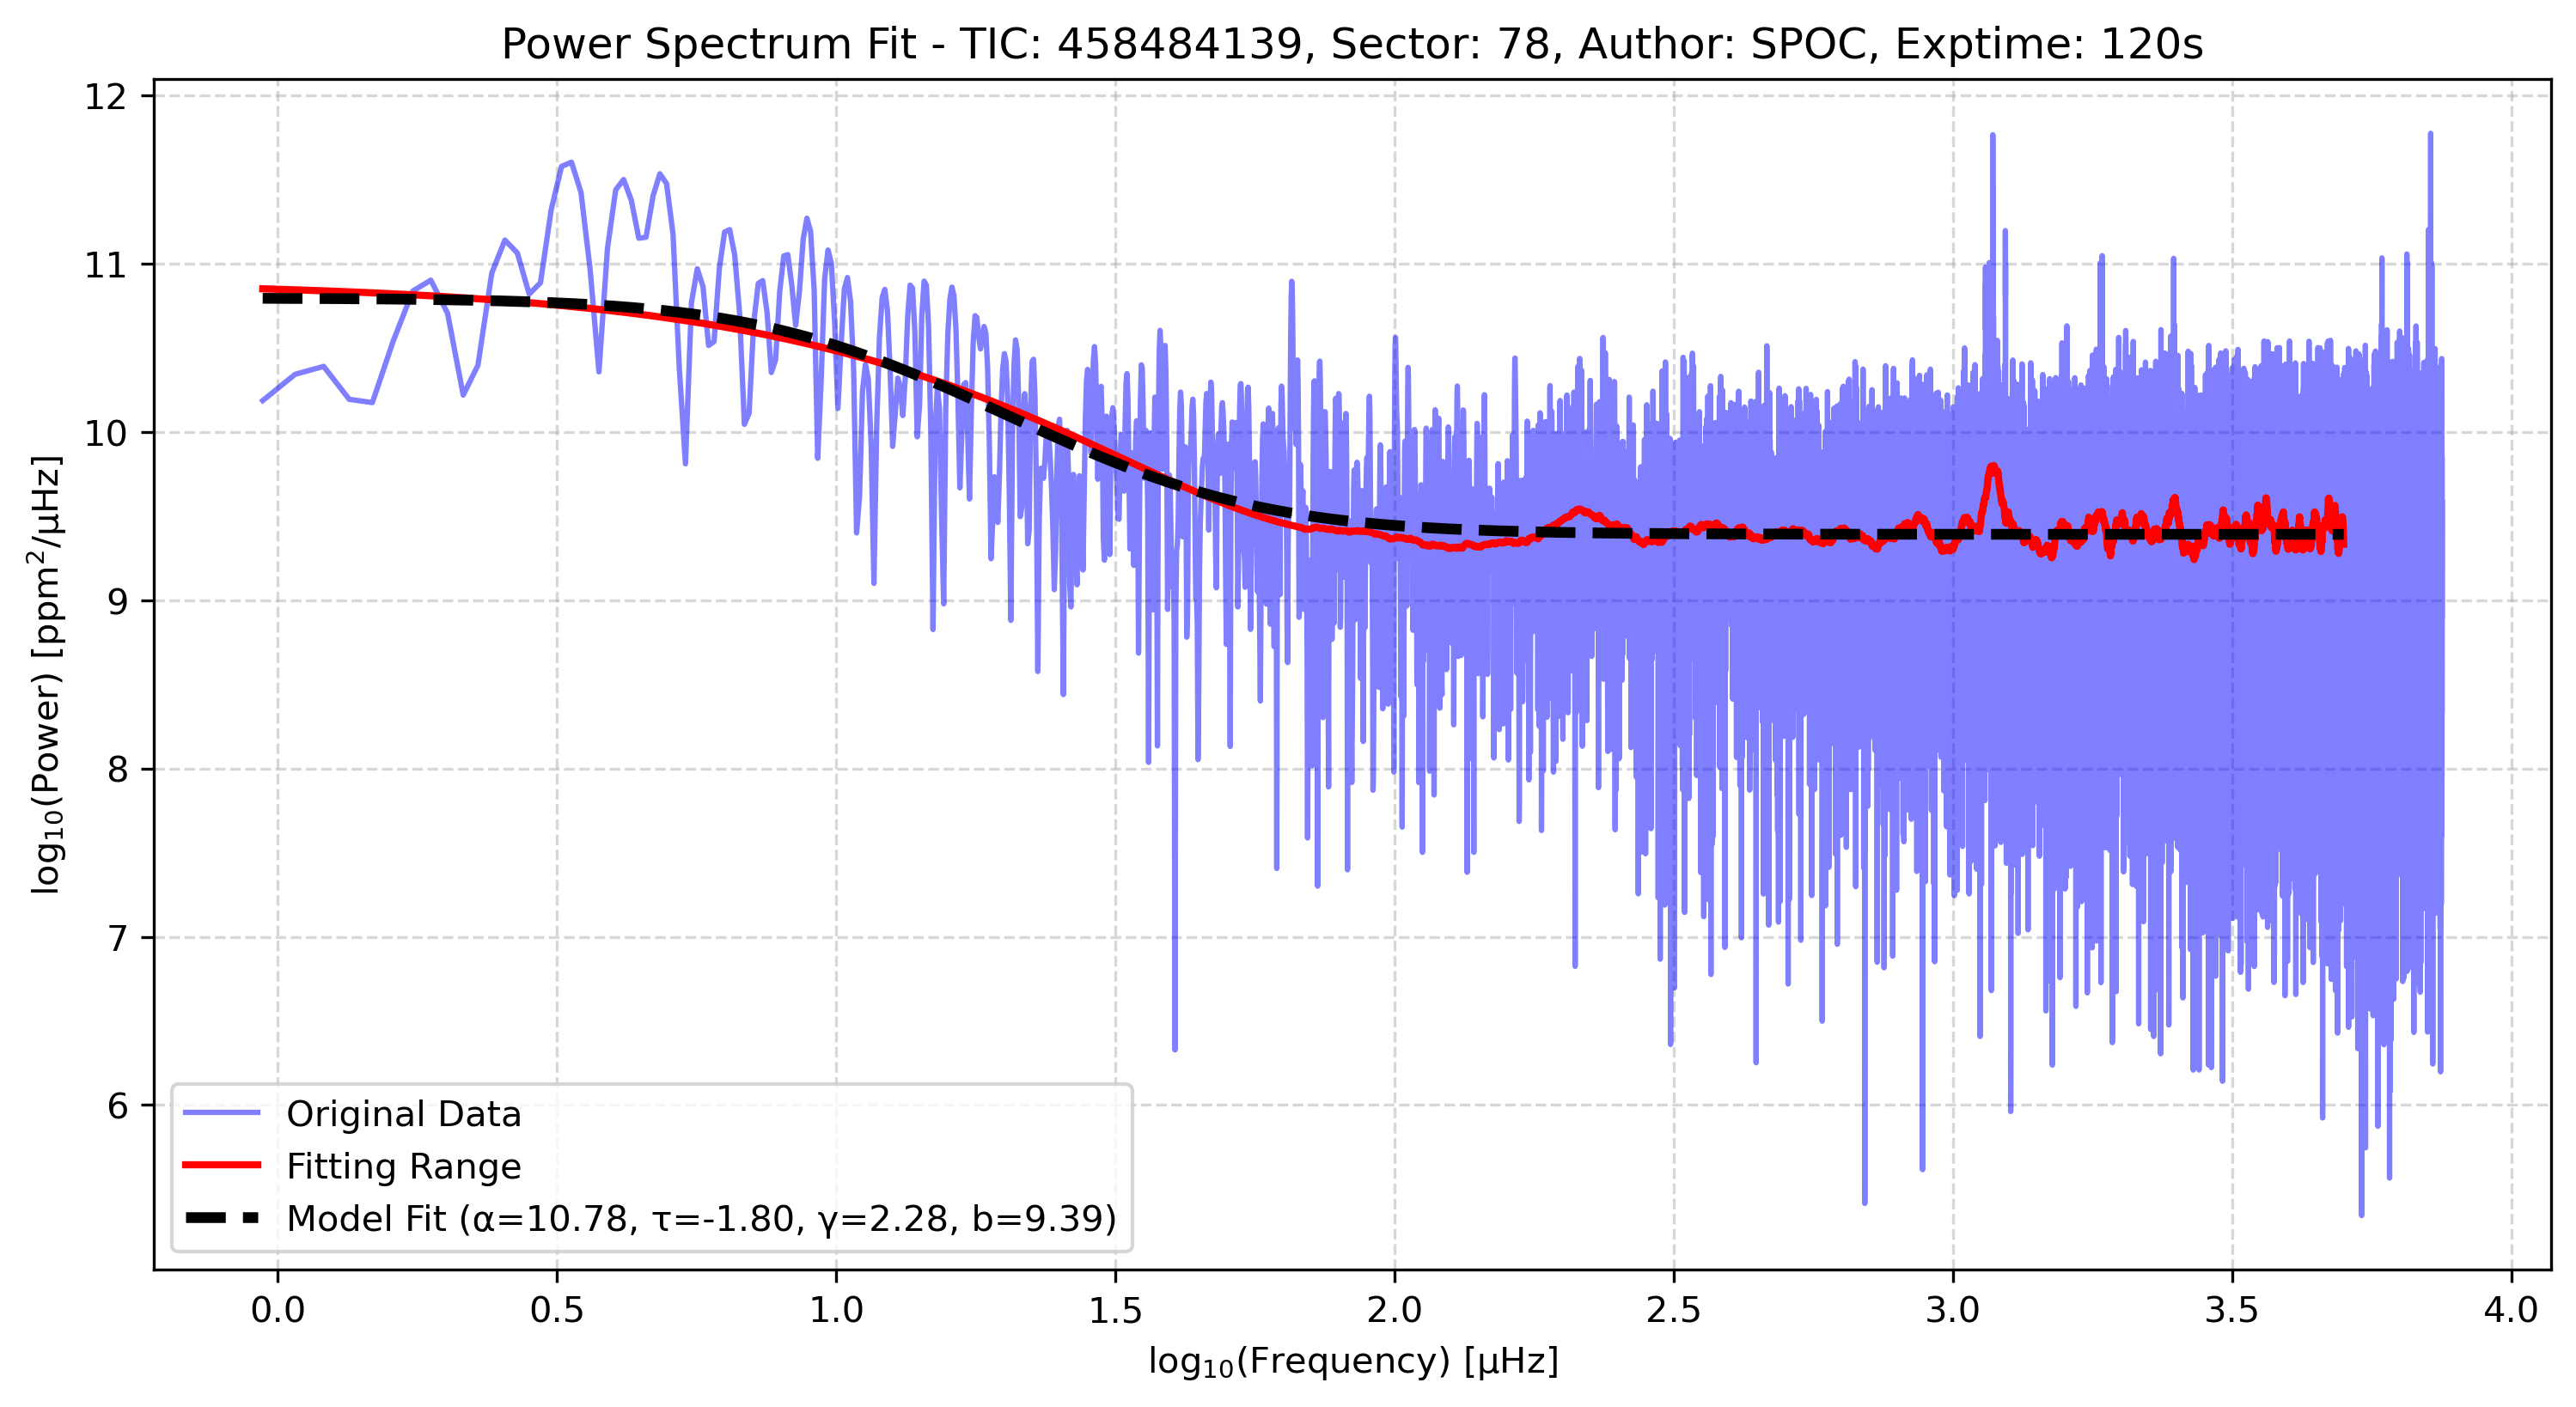 Power Spectrum Fit - TIC: 458484139, Sector: 78, Author: SPOC, Exptime: 120s
log₁₀(Power) [ppm²/μHz]
12
11
10
9
8
7
6
Original Data
Fitting Range
Model Fit (α=10.78, τ=-1.80, γ=2.28, b=9.39)
0.0 0.5 1.0 1.5 2.0 2.5 3.0 3.5 4.0
log₁₀(Frequency) [μHz]